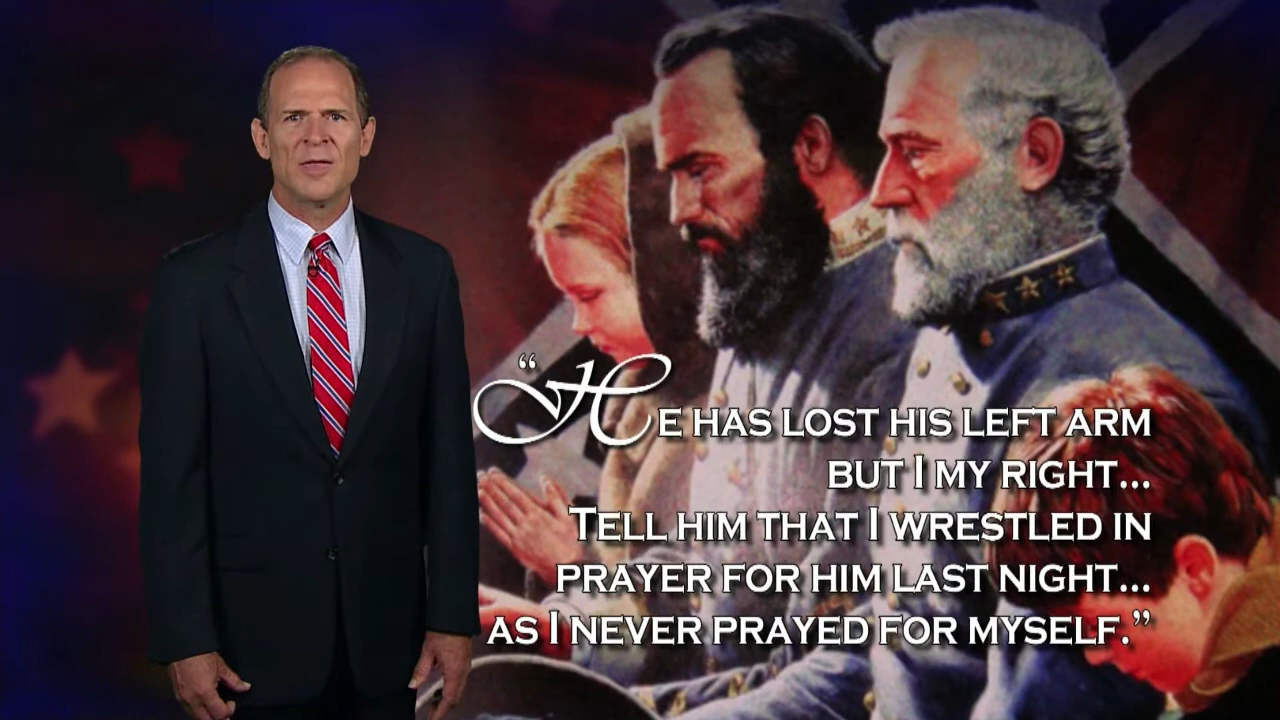 “He has lost his left arm
but I my right...
Tell him that I wrestled in
prayer for him last night...
as I never prayed for myself.”